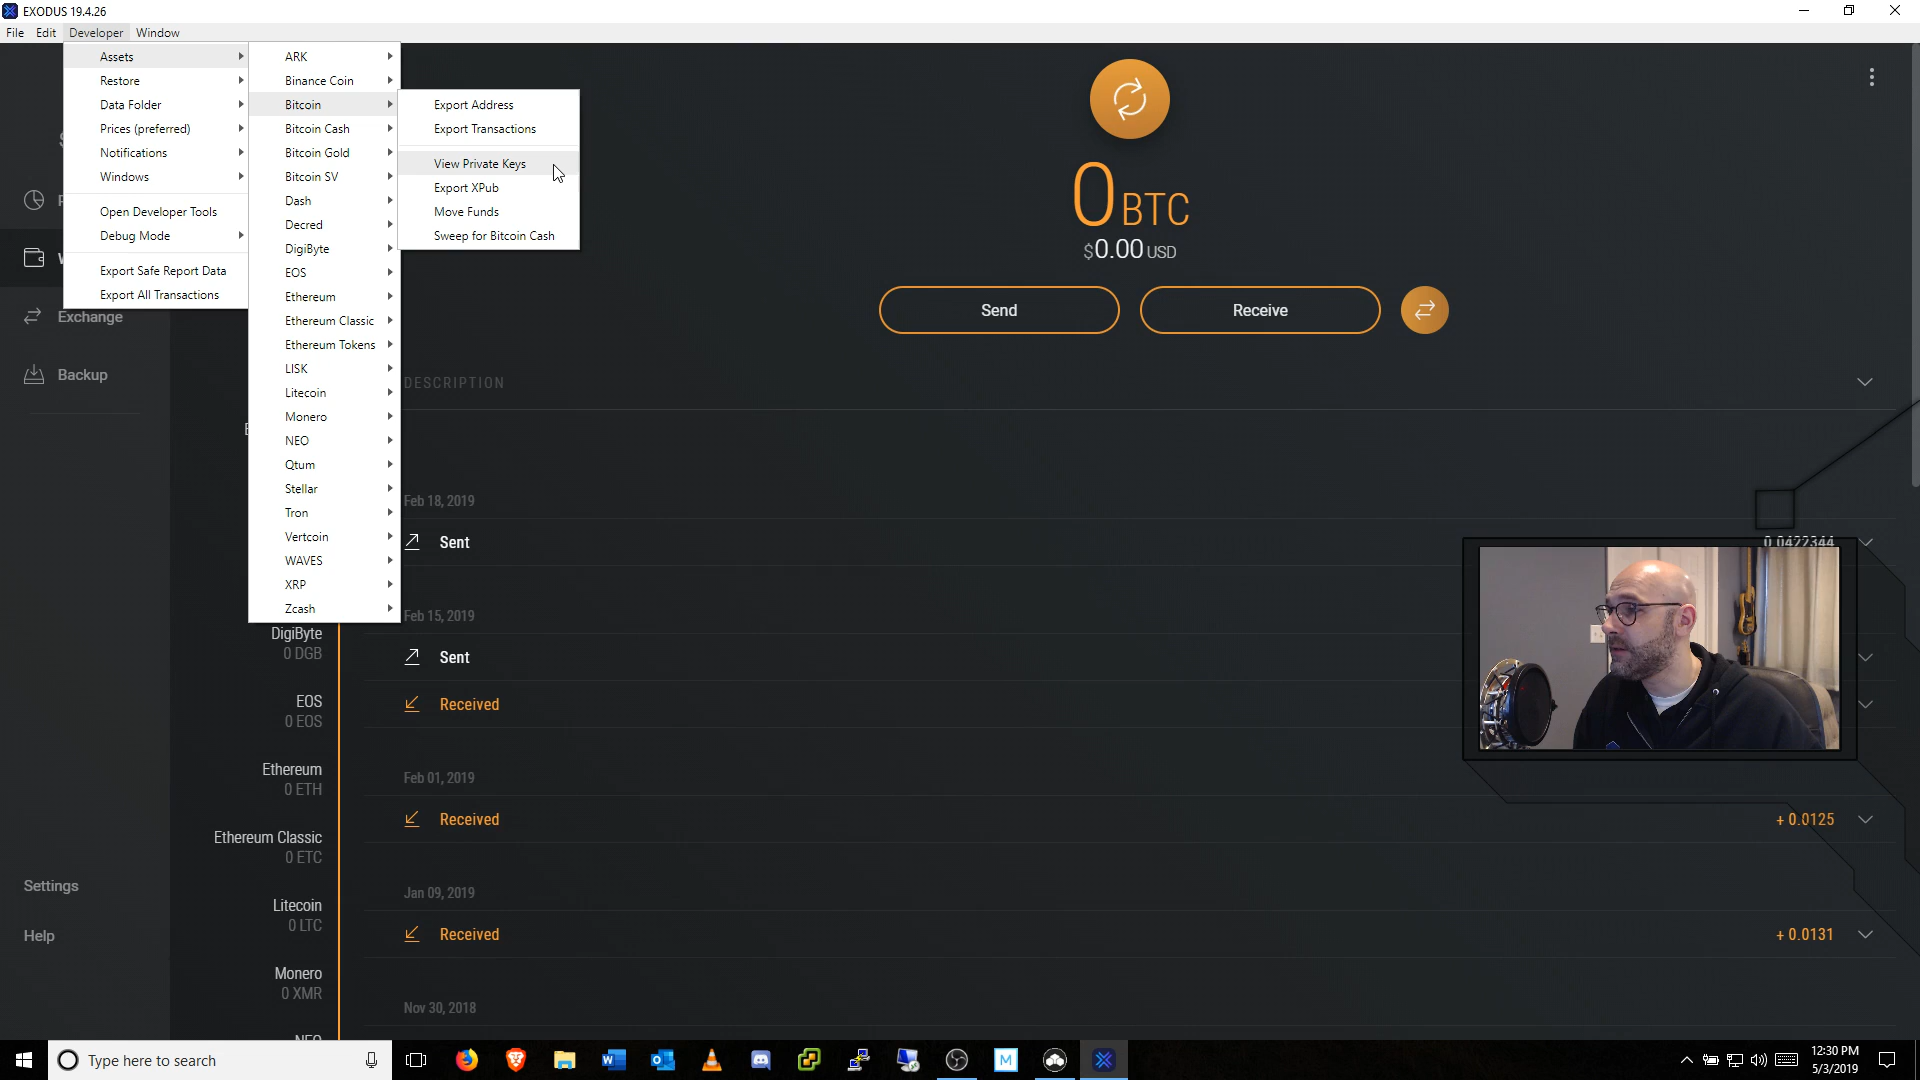 EXODUS 19.4.26
File Edit Developer Window
Assets
Restore
Data Folder
Prices (preferred)
Notifications
Windows
Open Developer Tools
Debug Mode
Export Safe Report Data
Export All Transactions
ARK
Binance Coin
Bitcoin
Bitcoin Cash
Bitcoin Gold
Bitcoin SV
Dash
Decred
DigiByte
EOS
Ethereum
Ethereum Classic
Ethereum Tokens
LISK
Litecoin
Monero
NEO
Qtum
Stellar
Tron
Vertcoin
WAVES
XRP
Zcash
Export Address
Export Transactions
View Private Keys
Export XPub
Move Funds
Sweep for Bitcoin Cash
Exchange
Backup
Settings
Help
0 BTC
$0.00 USD
Send
Receive
DESCRIPTION
Feb 18, 2019
Sent
0.0422344
Feb 15, 2019
Sent
Received
Feb 01, 2019
Received
+ 0.0125
Jan 09, 2019
Received
+ 0.0131
Nov 30, 2018
DigiByte
0 DGB
EOS
0 EOS
Ethereum
0 ETH
Ethereum Classic
0 ETC
Litecoin
0 LTC
Monero
0 XMR
NEO
Type here to search
12:30 PM
5/3/2019